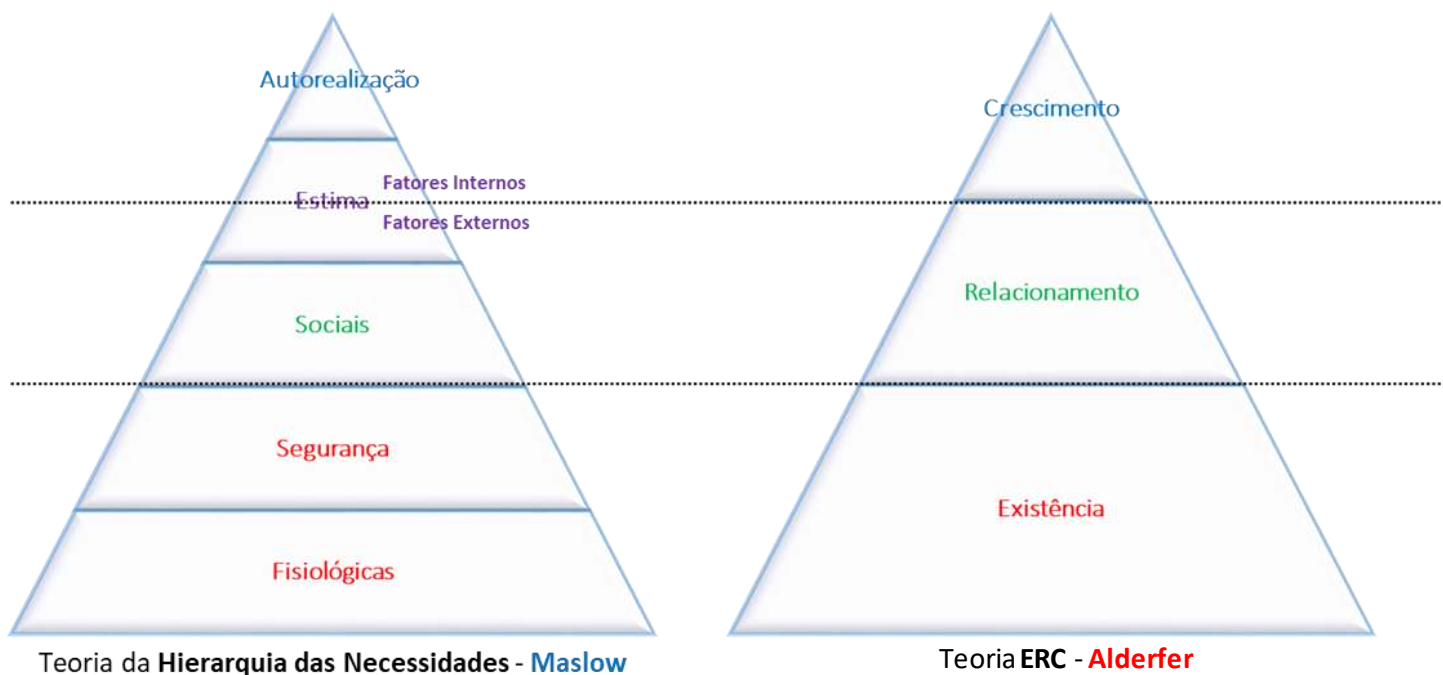 Autorealização
Crescimento
Fatores Internos
Estima
Fatores Externos
Relacionamento
Sociais
Segurança
Existência
Fisiológicas
Teoria da Hierarquia das Necessidades - Maslow
Teoria ERC - Alderfer